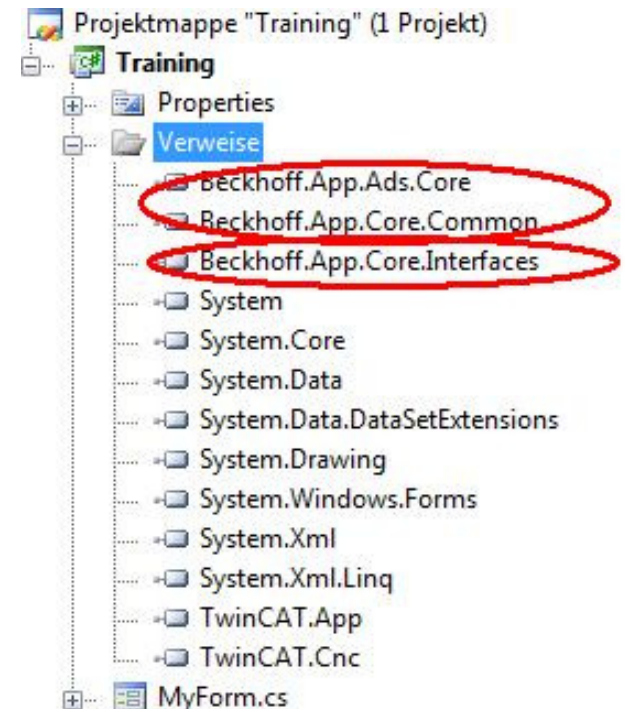 Projektmappe "Training" (1 Projekt)
Training
Properties
Verweise
Beckhoff.App.Ads.Core
Beckhoff.App.Core.Common
Beckhoff.App.Core.Interfaces
System
System.Core
System.Data
System.Data.DataSetExtensions
System.Drawing
System.Windows.Forms
System.Xml
System.Xml.Linq
TwinCAT.App
TwinCAT.Cnc
MyForm.cs